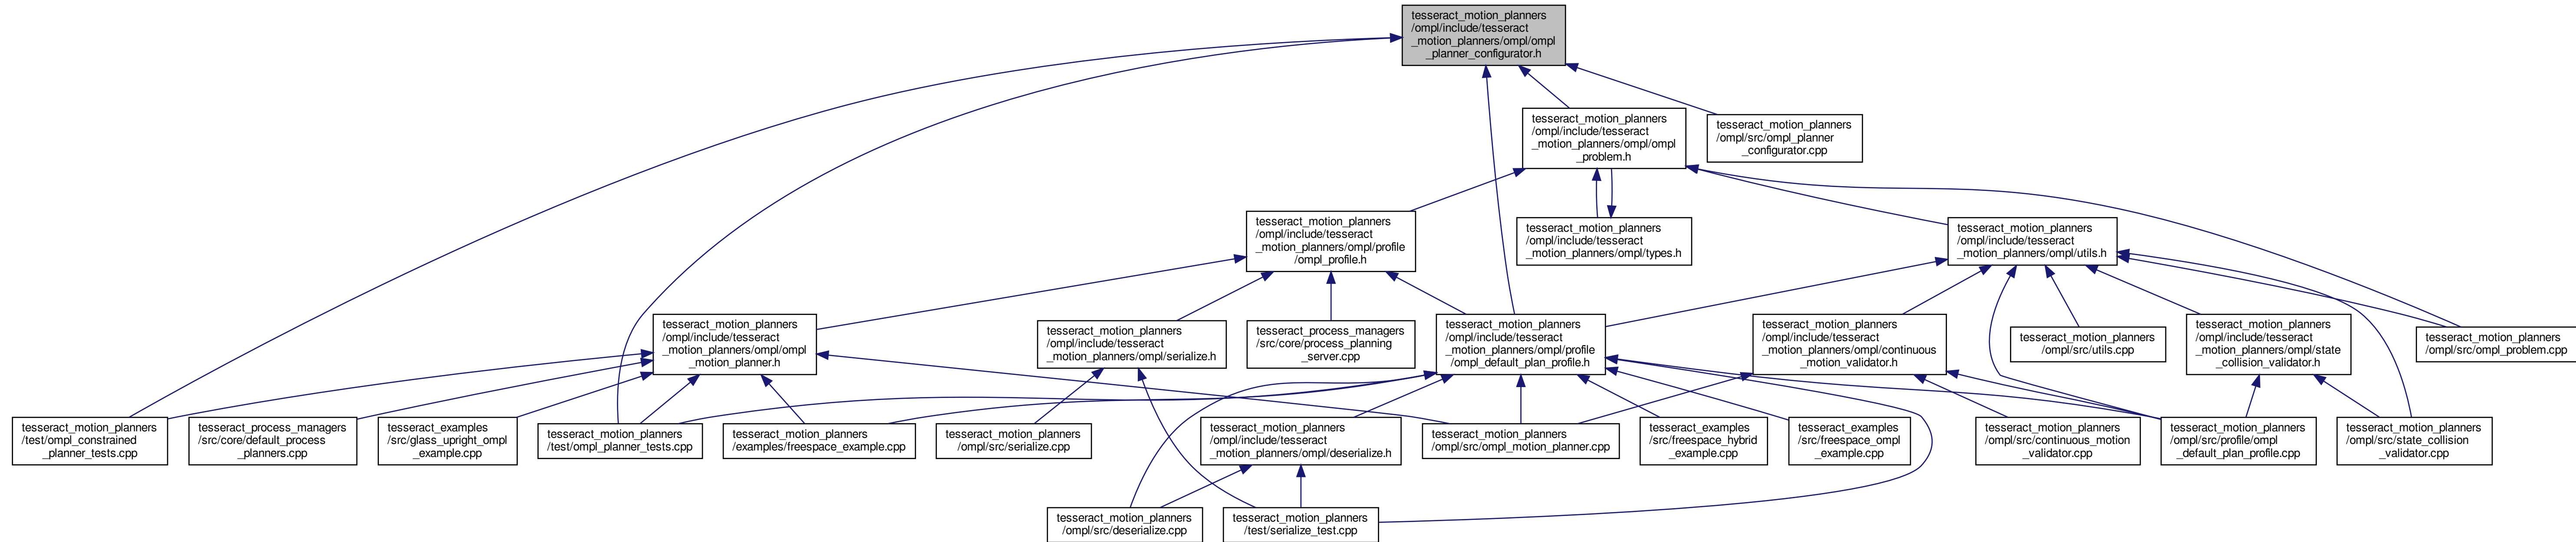 tesseract_motion_planners
/ompl/include/tesseract
_motion_planners/ompl/ompl
_planner_configurator.h
tesseract_motion_planners
/ompl/include/tesseract
_motion_planners/ompl/ompl
_problem.h
tesseract_motion_planners
/ompl/src/ompl_planner
_configurator.cpp
tesseract_motion_planners
/ompl/include/tesseract
_motion_planners/ompl/profile
/ompl_profile.h
tesseract_motion_planners
/ompl/include/tesseract
_motion_planners/ompl/types.h
tesseract_motion_planners
/ompl/include/tesseract
_motion_planners/ompl/utils.h
tesseract_motion_planners
/ompl/include/tesseract
_motion_planners/ompl/ompl
_motion_planner.h
tesseract_motion_planners
/ompl/include/tesseract
_motion_planners/ompl/serialize.h
tesseract_process_managers
/src/core/process_planning
_server.cpp
tesseract_motion_planners
/ompl/include/tesseract
_motion_planners/ompl/profile
/ompl_default_plan_profile.h
tesseract_motion_planners
/ompl/include/tesseract
_motion_planners/ompl/continuous
_motion_validator.h
tesseract_motion_planners
/ompl/src/utils.cpp
tesseract_motion_planners
/ompl/include/tesseract
_motion_planners/ompl/state
_collision_validator.h
tesseract_motion_planners
/ompl/src/ompl_problem.cpp
tesseract_motion_planners
/test/ompl_constrained
_planner_tests.cpp
tesseract_process_managers
/src/core/default_process
_planners.cpp
tesseract_examples
/src/glass_upright_ompl
_example.cpp
tesseract_motion_planners
/test/ompl_planner_tests.cpp
tesseract_motion_planners
/examples/freespace_example.cpp
tesseract_motion_planners
/ompl/src/serialize.cpp
tesseract_motion_planners
/ompl/include/tesseract
_motion_planners/ompl/deserialize.h
tesseract_motion_planners
/ompl/src/ompl_motion_planner.cpp
tesseract_examples
/src/freespace_hybrid
_example.cpp
tesseract_examples
/src/freespace_ompl
_example.cpp
tesseract_motion_planners
/ompl/src/continuous_motion
_validator.cpp
tesseract_motion_planners
/ompl/src/profile/ompl
_default_plan_profile.cpp
tesseract_motion_planners
/ompl/src/state_collision
_validator.cpp
tesseract_motion_planners
/ompl/src/deserialize.cpp
tesseract_motion_planners
/test/serialize_test.cpp